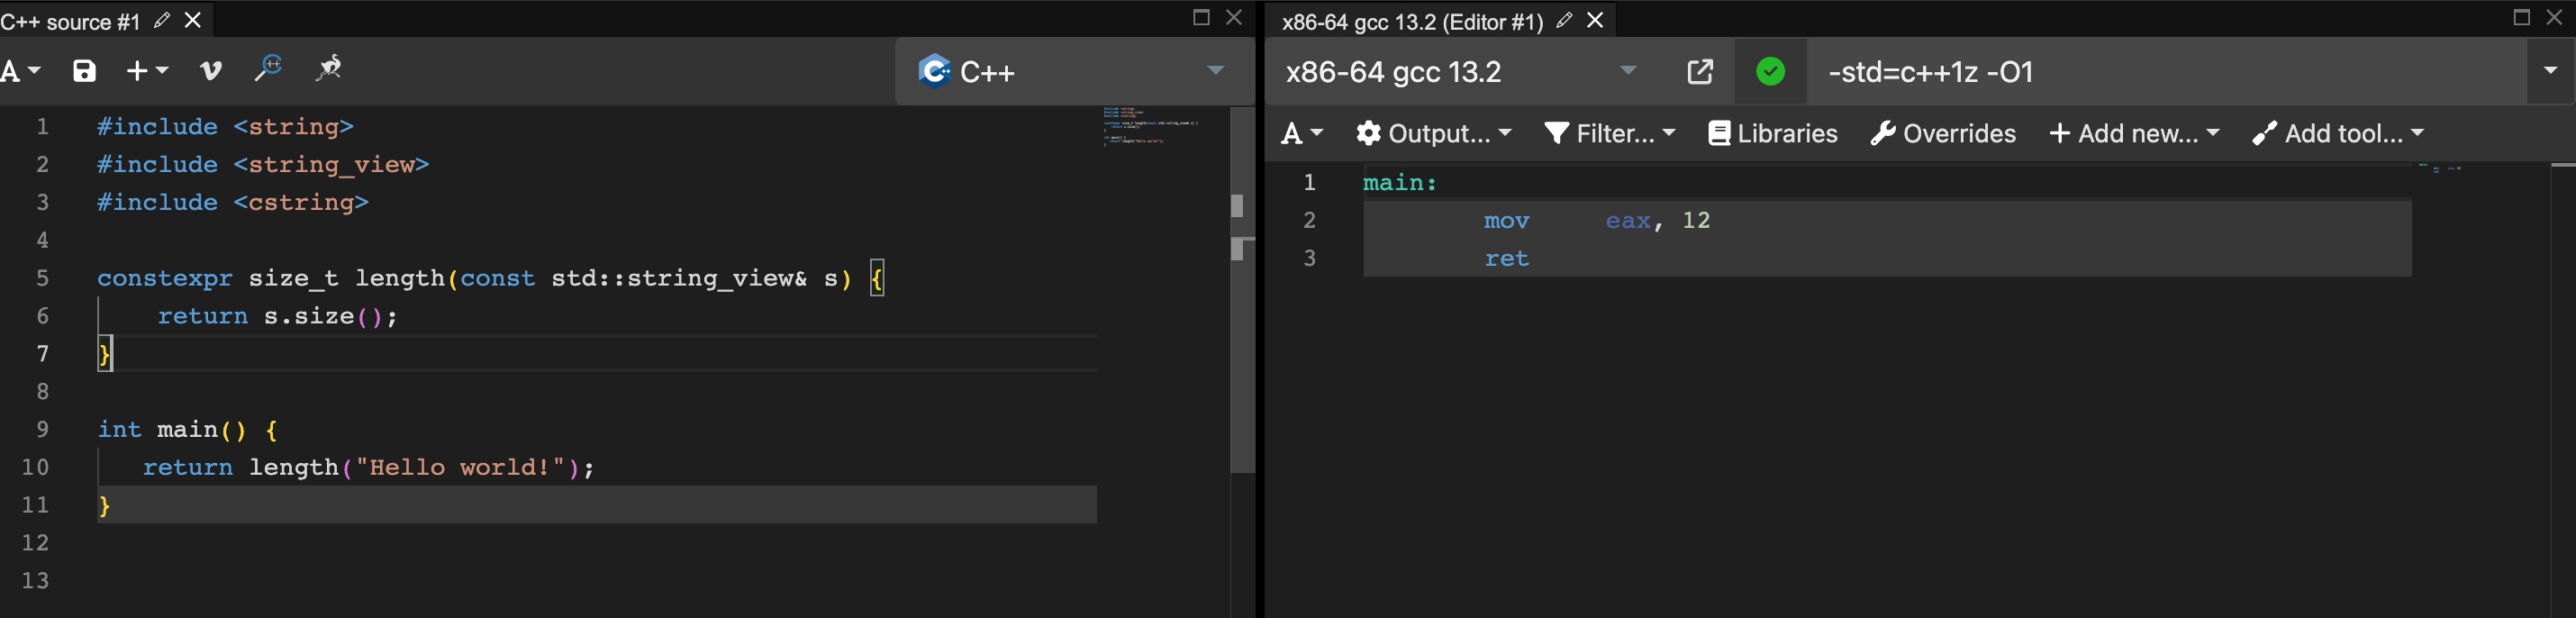 C++ source #1
A
C++
1 #include <string>
2 #include <string_view>
3 #include <cstring>
4
5 constexpr size_t length(const std::string_view& s) {
6 return s.size();
7 }
8
9 int main() {
10 return length("Hello world!");
11 }
12
13
x86-64 gcc 13.2 (Editor #1)
x86-64 gcc 13.2 -std=c++1z -O1
A Output... Filter... Libraries Overrides + Add new... Add tool...
1 main:
2 mov eax, 12
3 ret